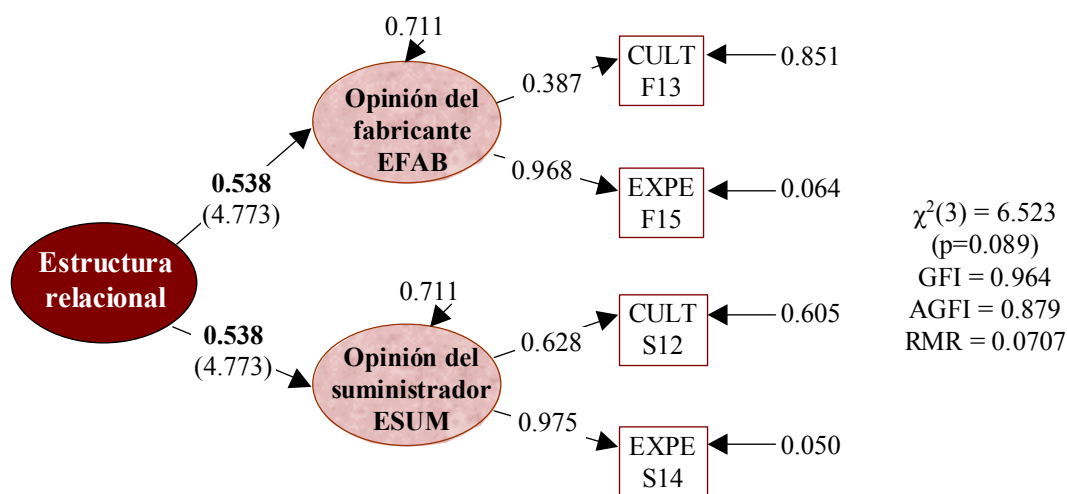 0.711
CULT
F13
0.851
0.387
Opinión del
fabricante
EFAB
0.968
EXPE
F15
0.064
0.538
(4.773)
χ²(3) = 6.523
(p=0.089)
GFI = 0.964
AGFI = 0.879
RMR = 0.0707
Estructura
relacional
0.538
(4.773)
0.711
CULT
S12
0.605
0.628
Opinión del
suministrador
ESUM
0.975
EXPE
S14
0.050